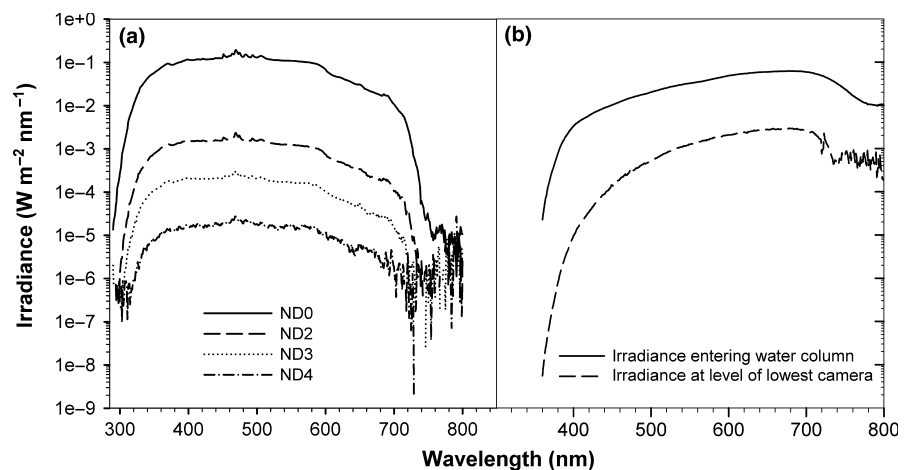 (a)
(b)
Irradiance (W m−2 nm−1)
1e+0
1e−1
1e−2
1e−3
1e−4
1e−5
1e−6
1e−7
1e−8
1e−9
ND0
ND2
ND3
ND4
Irradiance entering water column
Irradiance at level of lowest camera
300 400 500 600 700 800
400 500 600 700 800
Wavelength (nm)